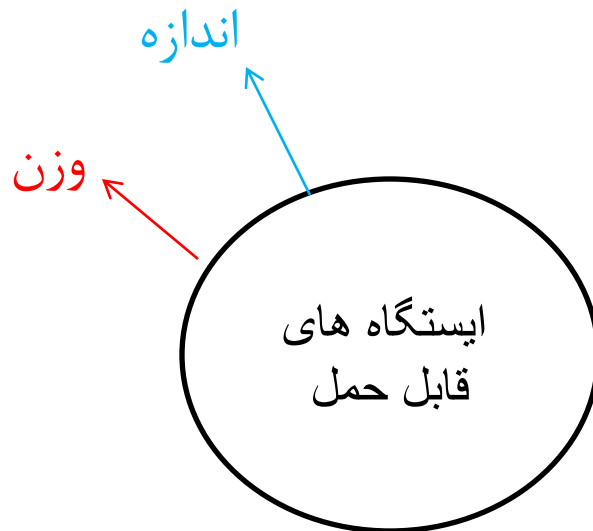 اندازه
وزن
ایستگاه های
قابل حمل